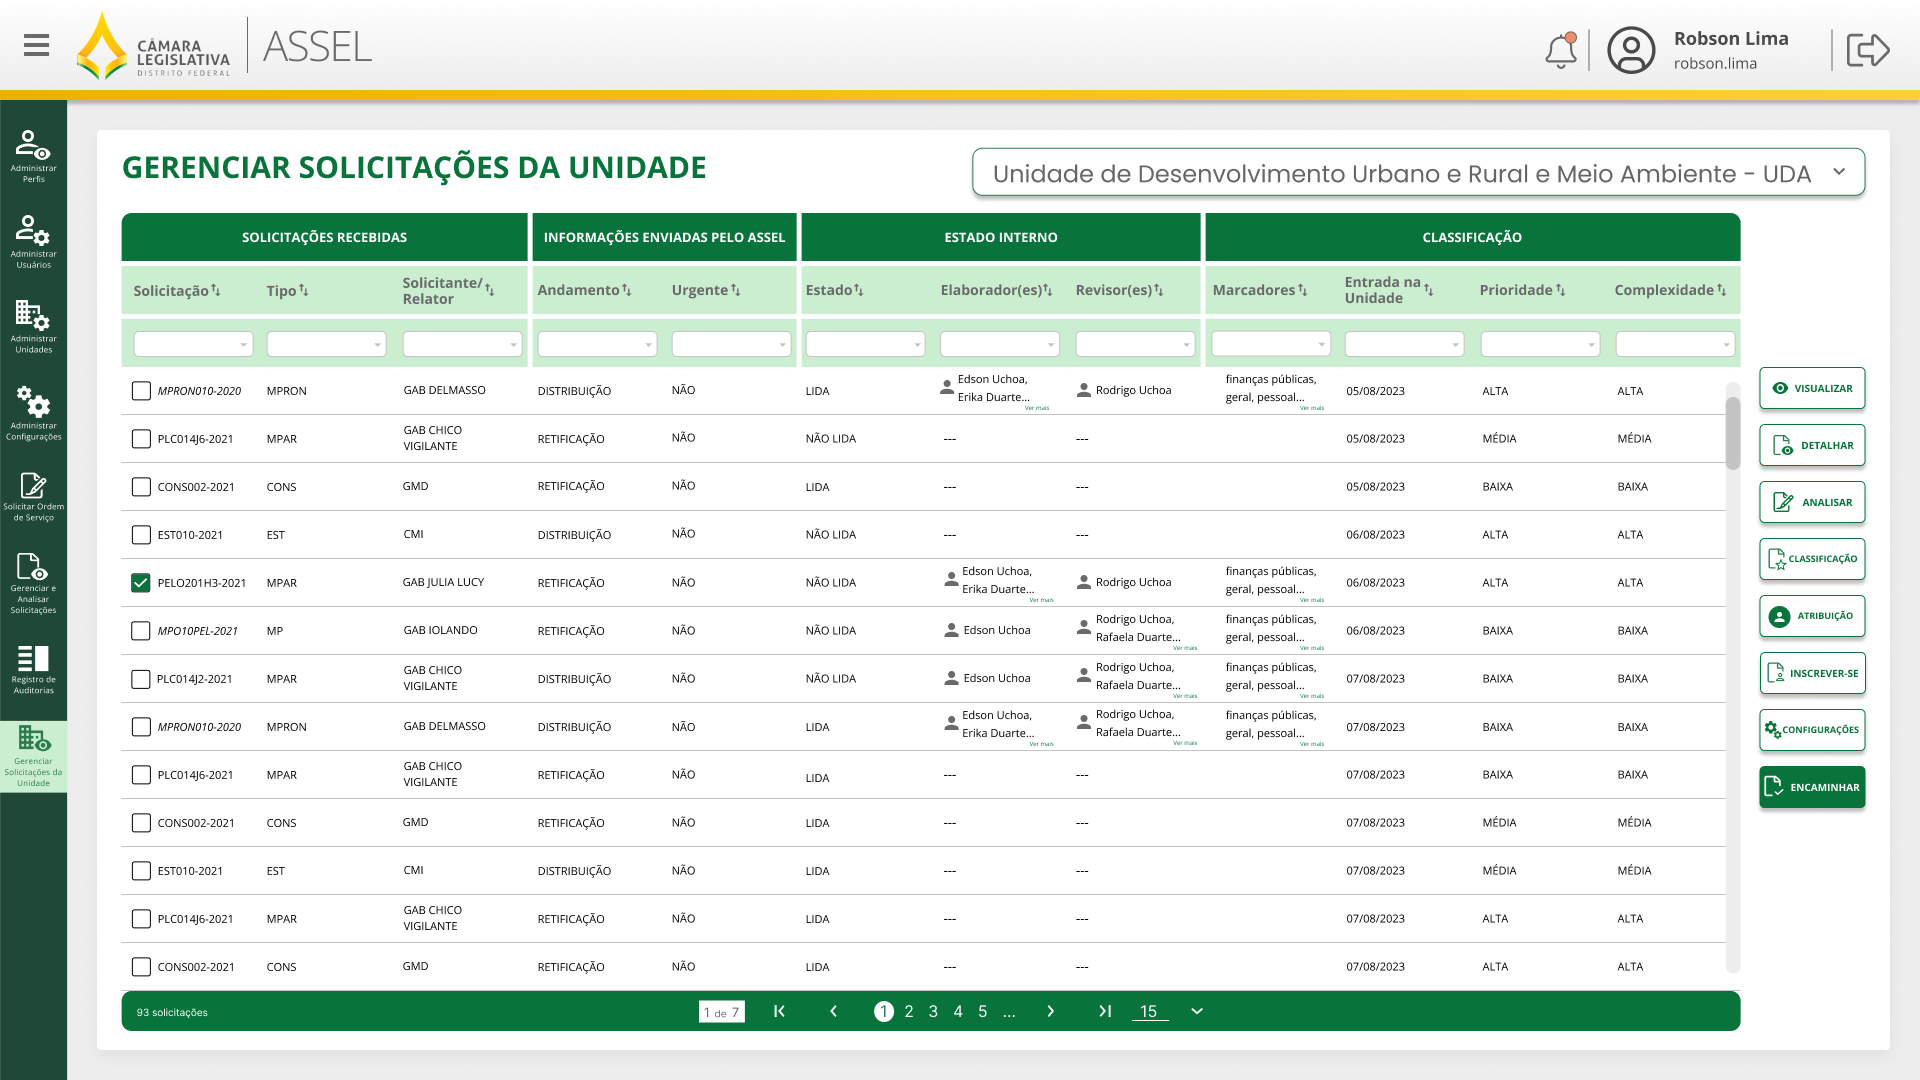 CÂMARA
LEGISLATIVA
DISTRITO FEDERAL
ASSEL
Robson Lima
robson.lima
Administrar
Perfis
Administrar
Usuários
Administrar
Unidades
Administrar
Configurações
Solicitar Ordem
de Serviço
Gerenciar e
Analisar
Solicitações
Registro de
Auditorias
Gerenciar
Solicitações da
Unidade
GERENCIAR SOLICITAÇÕES DA UNIDADE
Unidade de Desenvolvimento Urbano e Rural e Meio Ambiente - UDA
SOLICITAÇÕES RECEBIDAS INFORMAÇÕES ENVIADAS PELO ASSEL ESTADO INTERNO CLASSIFICAÇÃO
Solicitação Tipo Solicitante/ Relator Andamento Urgente Estado Elaborador(es) Revisor(es) Marcadores Entrada na Unidade Prioridade Complexidade
MPRON010-2020 MPRON GAB DELMASSO DISTRIBUIÇÃO NÃO LIDA Edson Uchoa, Erika Duarte... Ver mais Rodrigo Uchoa finanças públicas, geral, pessoal... Ver mais 05/08/2023 ALTA ALTA
PLC014J6-2021 MPAR GAB CHICO VIGILANTE RETIFICAÇÃO NÃO NÃO LIDA --- --- 05/08/2023 MÉDIA MÉDIA
CONS002-2021 CONS GMD RETIFICAÇÃO NÃO LIDA --- --- 05/08/2023 BAIXA BAIXA
EST010-2021 EST CMI DISTRIBUIÇÃO NÃO NÃO LIDA --- --- 06/08/2023 ALTA ALTA
PELO201H3-2021 MPAR GAB JULIA LUCY RETIFICAÇÃO NÃO NÃO LIDA Edson Uchoa, Erika Duarte... Ver mais Rodrigo Uchoa finanças públicas, geral, pessoal... Ver mais 06/08/2023 ALTA ALTA
MPO10PEL-2021 MP GAB IOLANDO RETIFICAÇÃO NÃO NÃO LIDA Edson Uchoa Rodrigo Uchoa, Rafaela Duarte... Ver mais finanças públicas, geral, pessoal... Ver mais 06/08/2023 BAIXA BAIXA
PLC014J2-2021 MPAR GAB CHICO VIGILANTE DISTRIBUIÇÃO NÃO NÃO LIDA Edson Uchoa Rodrigo Uchoa, Rafaela Duarte... Ver mais finanças públicas, geral, pessoal... Ver mais 07/08/2023 BAIXA BAIXA
MPRON010-2020 MPRON GAB DELMASSO DISTRIBUIÇÃO NÃO LIDA Edson Uchoa, Erika Duarte... Ver mais Rodrigo Uchoa, Rafaela Duarte... Ver mais finanças públicas, geral, pessoal... Ver mais 07/08/2023 BAIXA BAIXA
PLC014J6-2021 MPAR GAB CHICO VIGILANTE RETIFICAÇÃO NÃO LIDA --- --- 07/08/2023 BAIXA BAIXA
CONS002-2021 CONS GMD RETIFICAÇÃO NÃO LIDA --- --- 07/08/2023 MÉDIA MÉDIA
EST010-2021 EST CMI DISTRIBUIÇÃO NÃO LIDA --- --- 07/08/2023 MÉDIA MÉDIA
PLC014J6-2021 MPAR GAB CHICO VIGILANTE RETIFICAÇÃO NÃO LIDA --- --- 07/08/2023 ALTA ALTA
CONS002-2021 CONS GMD RETIFICAÇÃO NÃO LIDA --- --- 07/08/2023 ALTA ALTA
93 solicitações 1 de 7 1 2 3 4 5 ... 15
VISUALIZAR
DETALHAR
ANALISAR
CLASSIFICAÇÃO
ATRIBUIÇÃO
INSCREVER-SE
CONFIGURAÇÕES
ENCAMINHAR